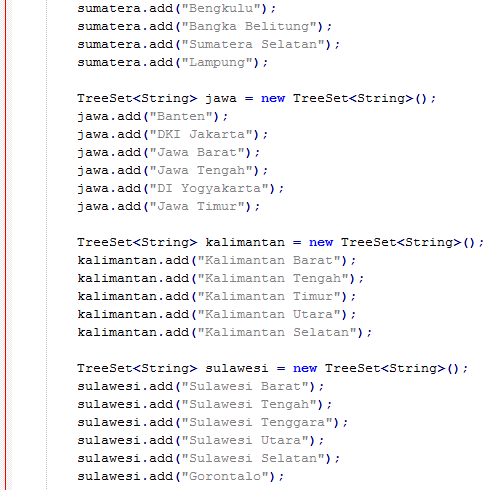 sumatera.add("Bengkulu");
sumatera.add("Bangka Belitung");
sumatera.add("Sumatera Selatan");
sumatera.add("Lampung");
TreeSet<String> jawa = new TreeSet<String>();
jawa.add("Banten");
jawa.add("DKI Jakarta");
jawa.add("Jawa Barat");
jawa.add("Jawa Tengah");
jawa.add("DI Yogyakarta");
jawa.add("Jawa Timur");
TreeSet<String> kalimantan = new TreeSet<String>();
kalimantan.add("Kalimantan Barat");
kalimantan.add("Kalimantan Tengah");
kalimantan.add("Kalimantan Timur");
kalimantan.add("Kalimantan Utara");
kalimantan.add("Kalimantan Selatan");
TreeSet<String> sulawesi = new TreeSet<String>();
sulawesi.add("Sulawesi Barat");
sulawesi.add("Sulawesi Tengah");
sulawesi.add("Sulawesi Tenggara");
sulawesi.add("Sulawesi Utara");
sulawesi.add("Sulawesi Selatan");
sulawesi.add("Gorontalo");